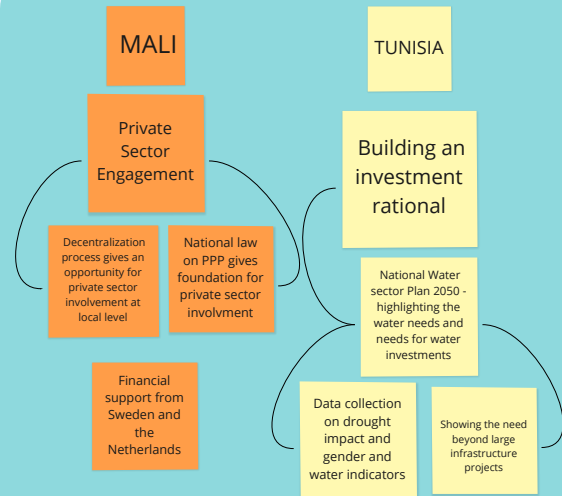 MALI
Private
Sector
Engagement
Decentralization
process gives an
opportunity for
private sector
involvement at
local level
National law
on PPP gives
foundation for
private sector
involvment
Financial
support from
Sweden and
the
Netherlands
TUNISIA
Building an
investment
rational
National Water
sector Plan 2050 -
highlighting the
water needs and
needs for water
investments
Data collection
on drought
impact and
gender and
water indicators
Showing the need
beyond large
infrastructure
projects